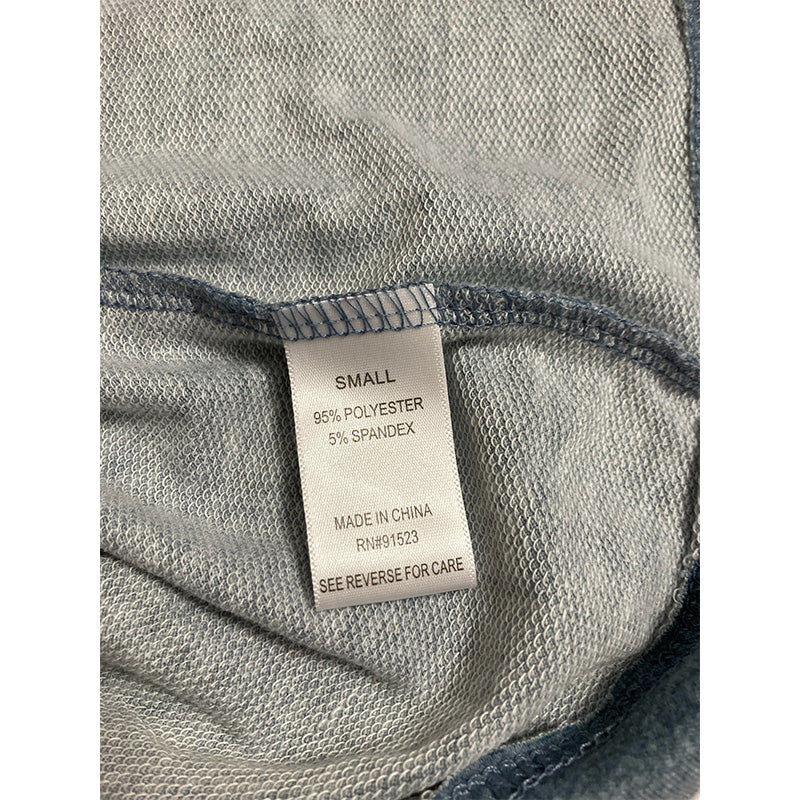 SMALL
95% POLYESTER
5% SPANDEX
MADE IN CHINA
RN#91523
SEE REVERSE FOR CARE